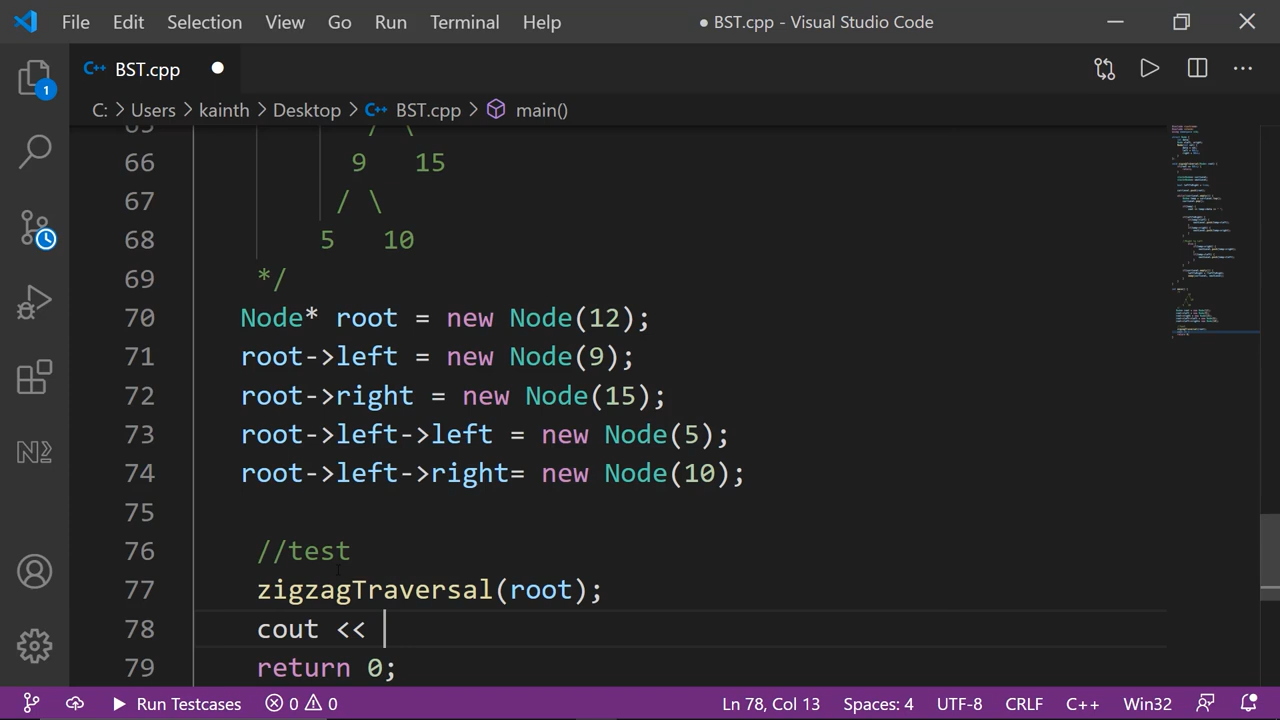 File Edit Selection View Go Run Terminal Help ● BST.cpp - Visual Studio Code
BST.cpp
C: > Users > kainth > Desktop > BST.cpp > main()
1
65 / \
66 9 15
67 / \
68 5 10
69 */
70 Node* root = new Node(12);
71 root->left = new Node(9);
72 root->right = new Node(15);
73 root->left->left = new Node(5);
74 root->left->right= new Node(10);
75
76 //test
77 zigzagTraversal(root);
78 cout <<
79 return 0;
Run Testcases 0 0 Ln 78, Col 13 Spaces: 4 UTF-8 CRLF C++ Win32